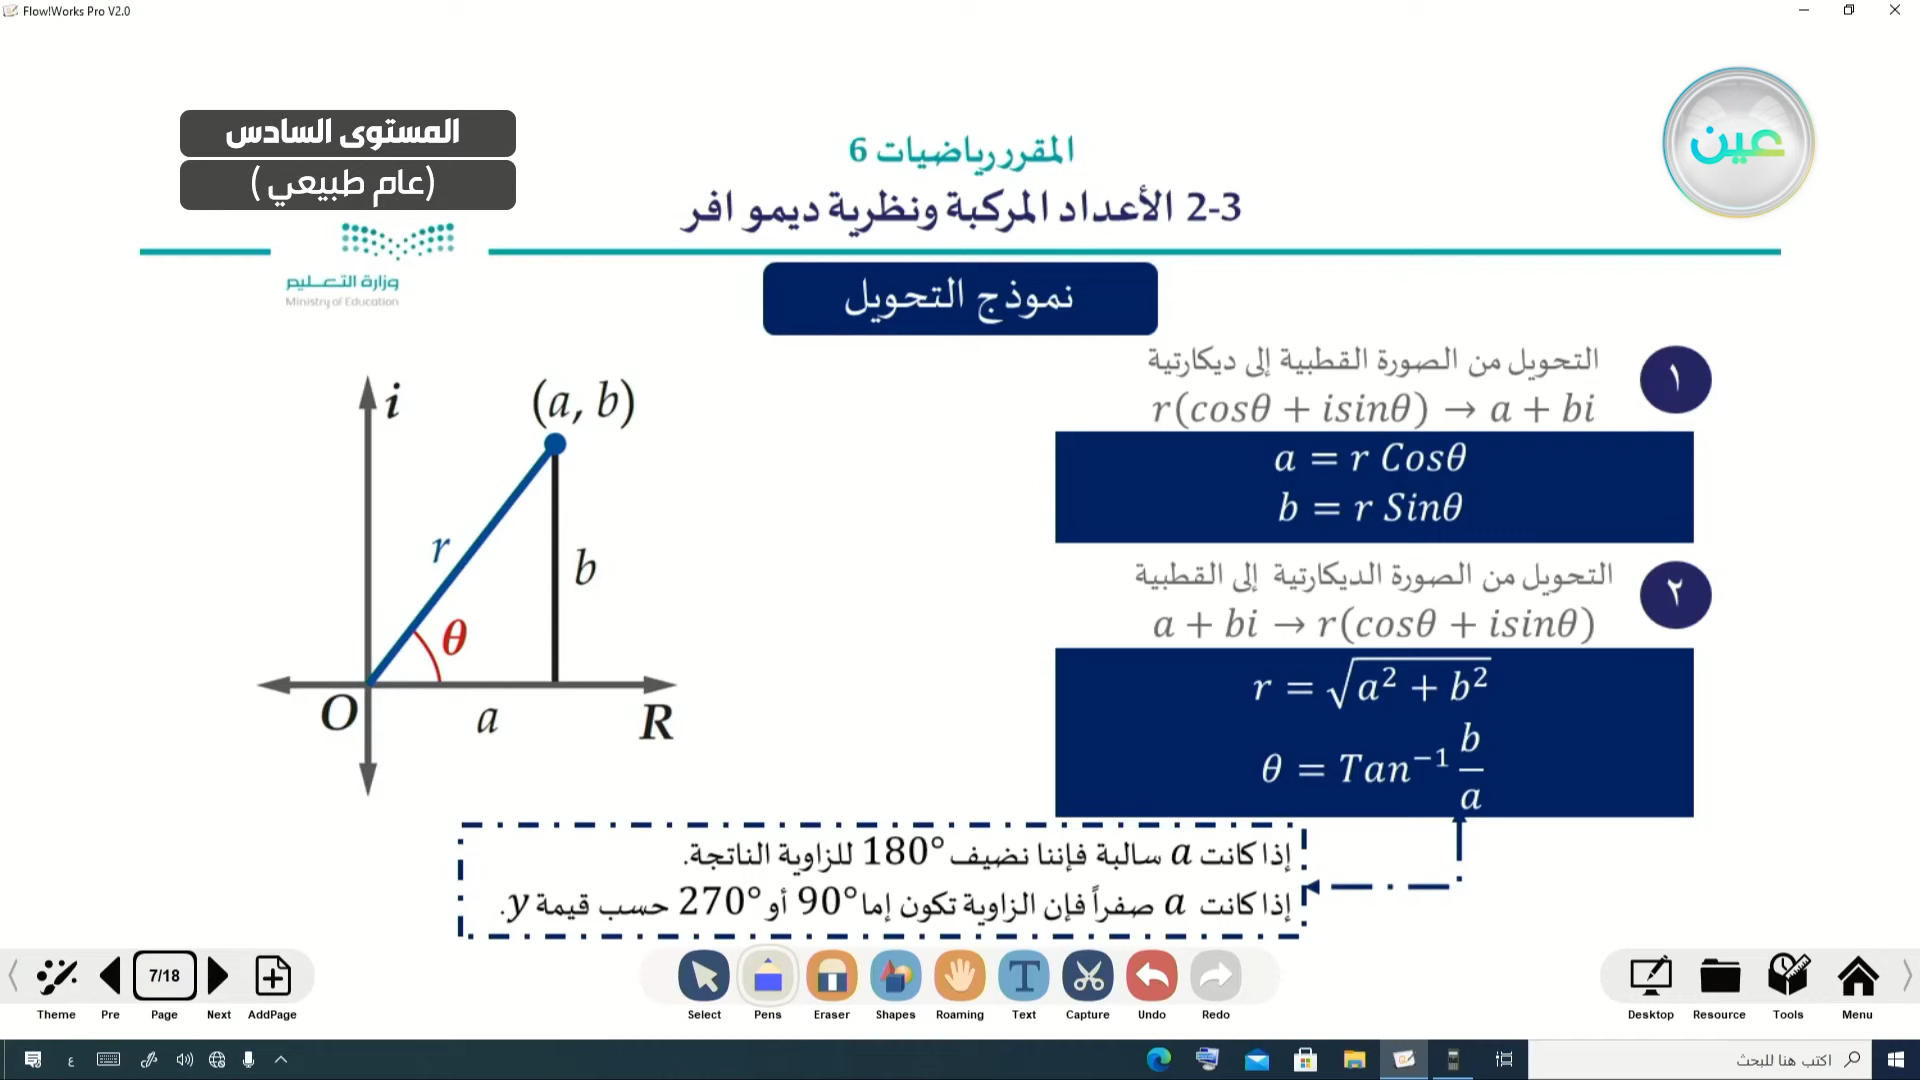 Flow!Works Pro V2.0
المستوى السادس
(عام طبيعي )
عين
المقرر رياضيات 6
2-3 الأعداد المركبة ونظرية ديمو افر
وزارة التعليم
Ministry of Education
نموذج التحويل
١
التحويل من الصورة القطبية إلى ديكارتية
r(cosθ + isinθ) → a + bi
a = r Cosθ
b = r Sinθ
٢
التحويل من الصورة الديكارتية إلى القطبية
a + bi → r(cosθ + isinθ)
r = √(a² + b²)
θ = Tan⁻¹ b/a
i
(a, b)
r
b
θ
O
a
R
إذا كانت a سالبة فإننا نضيف 180° للزاوية الناتجة.
إذا كانت a صفراً فإن الزاوية تكون إما 90° أو 270° حسب قيمة y.
7/18
Theme Pre Page Next AddPage
Select Pens Eraser Shapes Roaming Text Capture Undo Redo
Desktop Resource Tools Menu
ع
اكتب هنا للبحث